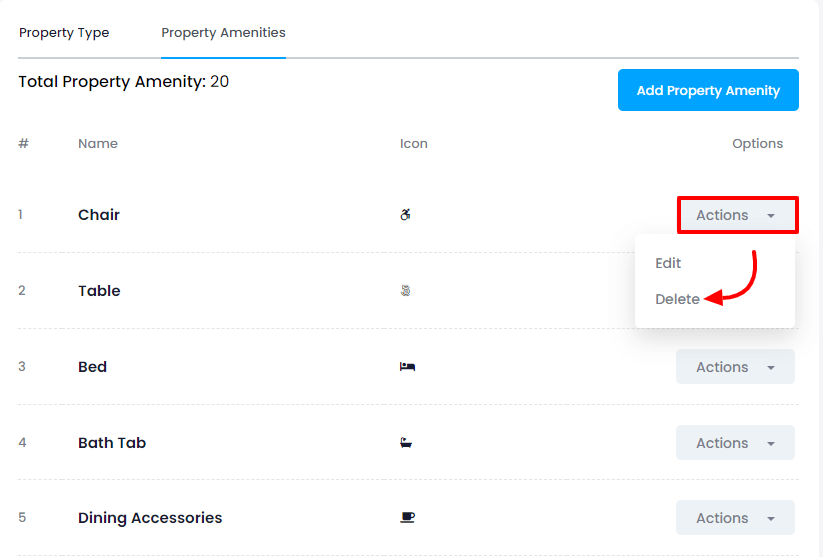 Property Type Property Amenities
Total Property Amenity: 20
Add Property Amenity
# Name Icon Options
1 Chair Actions
Edit
2 Table
Delete
3 Bed Actions
4 Bath Tab Actions
5 Dining Accessories Actions